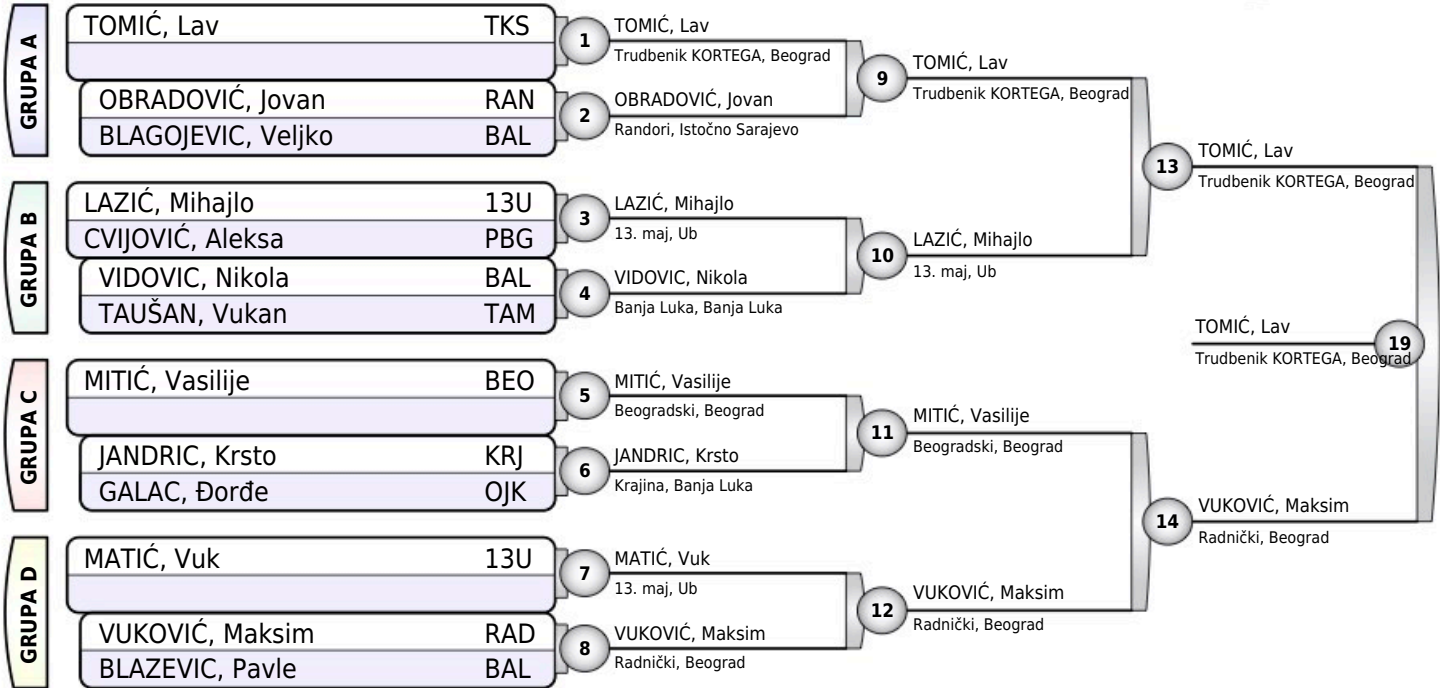 GRUPA A
TOMIĆ, Lav TKS
OBRADOVIĆ, Jovan RAN
BLAGOJEVIC, Veljko BAL
GRUPA B
LAZIĆ, Mihajlo 13U
CVIJOVIĆ, Aleksa PBG
VIDOVIC, Nikola BAL
TAUŠAN, Vukan TAM
GRUPA C
MITIĆ, Vasilije BEO
JANDRIC, Krsto KRJ
GALAC, Đorđe OJK
GRUPA D
MATIĆ, Vuk 13U
VUKOVIĆ, Maksim RAD
BLAZEVIC, Pavle BAL
1
TOMIĆ, Lav
Trudbenik KORTEGA, Beograd
2
OBRADOVIĆ, Jovan
Randori, Istočno Sarajevo
3
LAZIĆ, Mihajlo
13. maj, Ub
4
VIDOVIC, Nikola
Banja Luka, Banja Luka
5
MITIĆ, Vasilije
Beogradski, Beograd
6
JANDRIC, Krsto
Krajina, Banja Luka
7
MATIĆ, Vuk
13. maj, Ub
8
VUKOVIĆ, Maksim
Radnički, Beograd
9
TOMIĆ, Lav
Trudbenik KORTEGA, Beograd
10
LAZIĆ, Mihajlo
13. maj, Ub
11
MITIĆ, Vasilije
Beogradski, Beograd
12
VUKOVIĆ, Maksim
Radnički, Beograd
13
TOMIĆ, Lav
Trudbenik KORTEGA, Beograd
14
VUKOVIĆ, Maksim
Radnički, Beograd
19
TOMIĆ, Lav
Trudbenik KORTEGA, Beograd